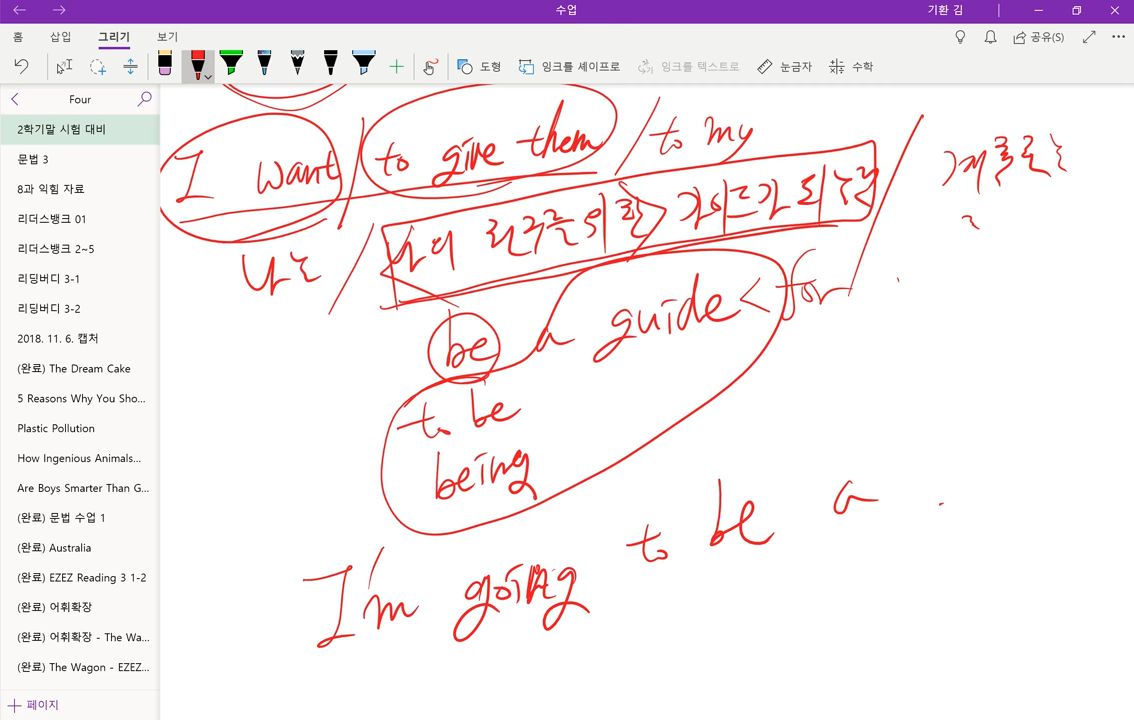 수업
기환 김
홈 삽입 그리기 보기
공유(S)
도형 잉크를 셰이프로 잉크를 텍스트로 눈금자 수학
Four
2학기말 시험 대비
문법 3
8과 익힘 자료
리더스뱅크 01
리더스뱅크 2~5
리딩버디 3-1
리딩버디 3-2
2018. 11. 6. 캡처
(완료) The Dream Cake
5 Reasons Why You Sho...
Plastic Pollution
How Ingenious Animals...
Are Boys Smarter Than G...
(완료) 문법 수업 1
(완료) Australia
(완료) EZEZ Reading 3 1-2
(완료) 어휘확장
(완료) 어휘확장 - The Wa...
(완료) The Wagon - EZEZ...
페이지
I want / to give them / to my
나는 / 나의 친구들의 위한 가이드가 되는것 /
be a guide < for
to be
being
I'm going to be a